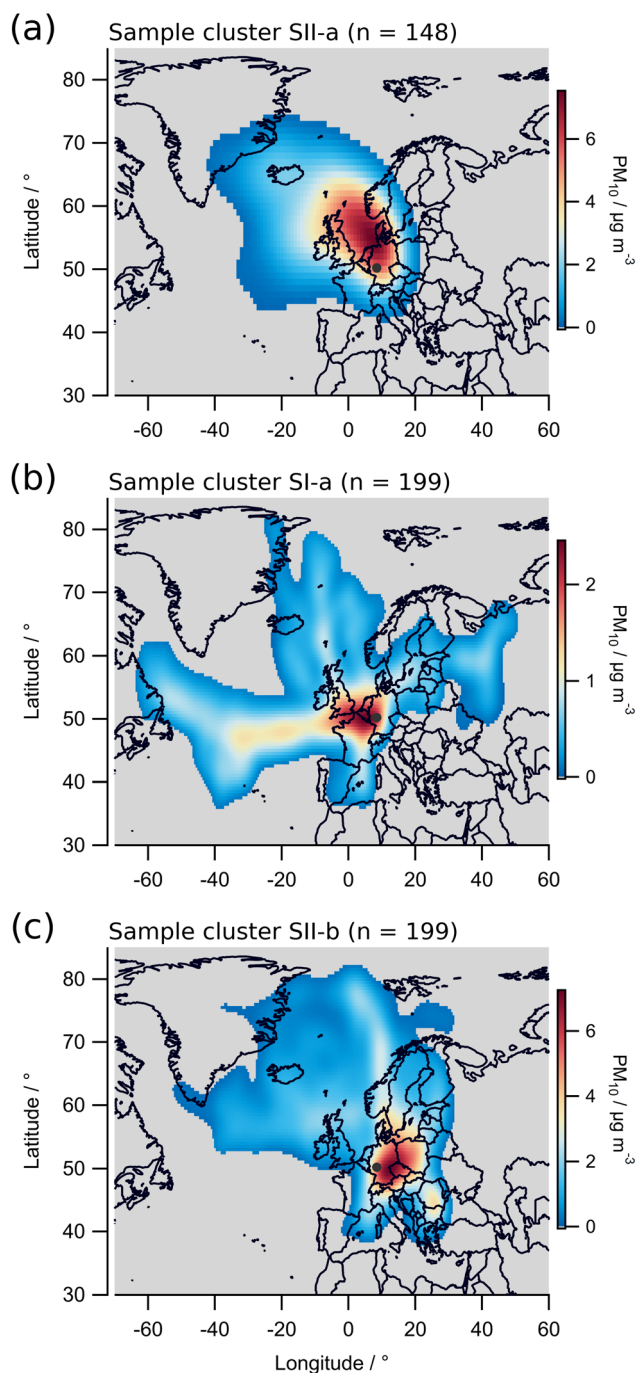 (a)
Sample cluster SII-a (n = 148)
80
70
60
50
40
30
Latitude / °
-60 -40 -20 0 20 40 60
6
4
2
0
PM10 / µg m-3
(b)
Sample cluster SI-a (n = 199)
80
70
60
50
40
30
Latitude / °
-60 -40 -20 0 20 40 60
2
1
0
PM10 / µg m-3
(c)
Sample cluster SII-b (n = 199)
80
70
60
50
40
30
Latitude / °
-60 -40 -20 0 20 40 60
Longitude / °
6
4
2
0
PM10 / µg m-3